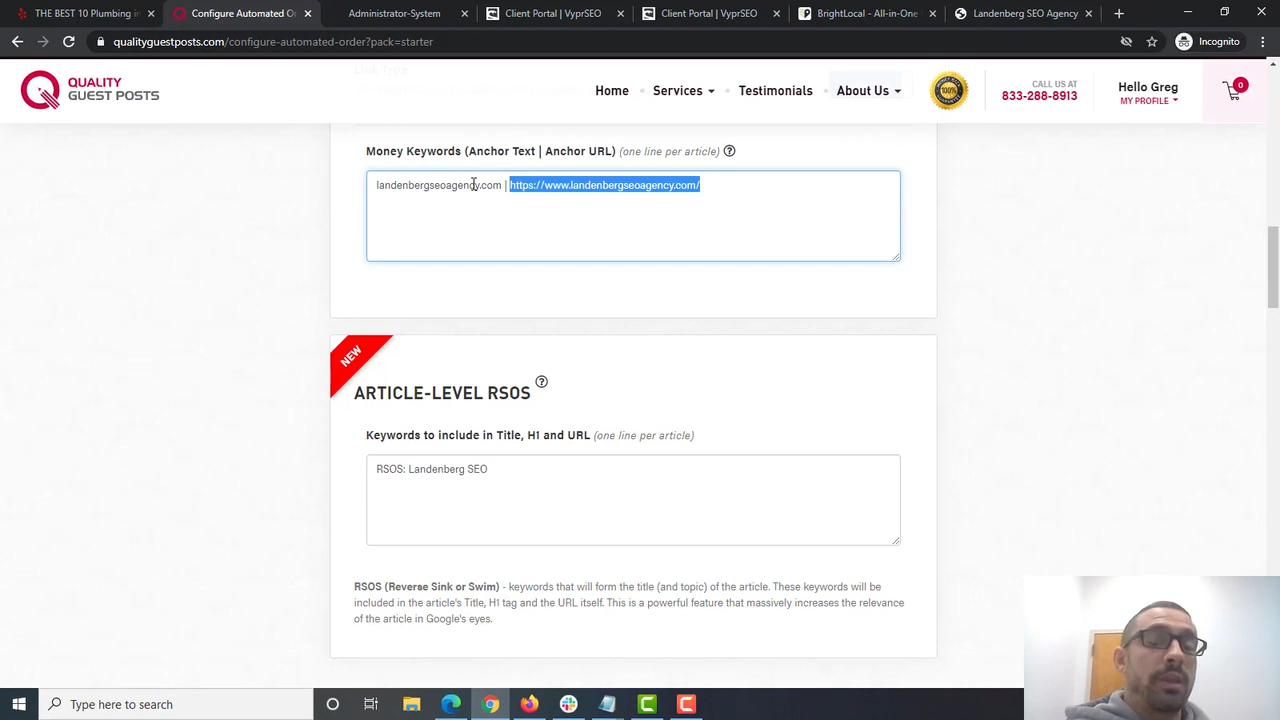 THE BEST 10 Plumbing in
Configure Automated O
Administrator-System
Client Portal | VyprSEO
Client Portal | VyprSEO
BrightLocal - All-in-One
Landenberg SEO Agency
qualityguestposts.com/configure-automated-order?pack=starter
Incognito
QUALITY
GUEST POSTS
Home
Services
Testimonials
About Us
100%
CALL US AT
833-288-8913
Hello Greg
MY PROFILE
0
Link Type
Money Keywords (Anchor Text | Anchor URL) (one line per article)
landenbergseoagency.com | https://www.landenbergseoagency.com/
NEW
ARTICLE-LEVEL RSOS
Keywords to include in Title, H1 and URL (one line per article)
RSOS: Landenberg SEO
RSOS (Reverse Sink or Swim) - keywords that will form the title (and topic) of the article. These keywords will be
included in the article's Title, H1 tag and the URL itself. This is a powerful feature that massively increases the relevance
of the article in Google's eyes.
Type here to search